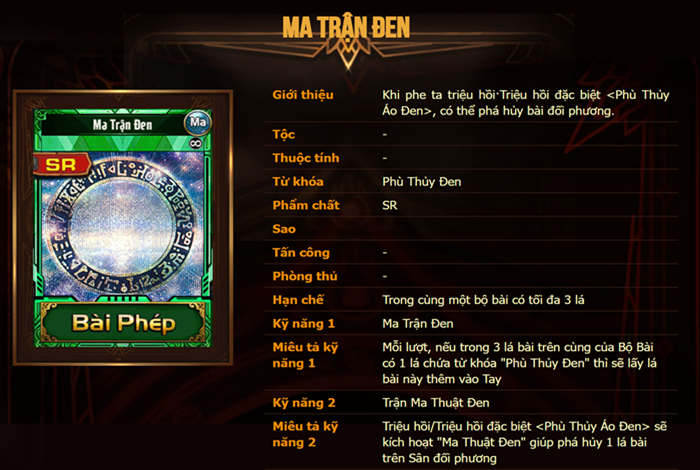 MA TRẬN ĐEN
Ma Trận Đen
Ma
∞
SR
Bài Phép
Giới thiệu
Khi phe ta triệu hồi·Triệu hồi đặc biệt <Phù Thủy
Áo Đen>, có thể phá hủy bài đối phương.
Tộc -
Thuộc tính -
Từ khóa Phù Thủy Đen
Phẩm chất SR
Sao
Tấn công -
Phòng thủ -
Hạn chế Trong cùng một bộ bài có tối đa 3 lá
Kỹ năng 1 Ma Trận Đen
Miêu tả kỹ
năng 1
Mỗi lượt, nếu trong 3 lá bài trên cùng của Bộ Bài
có 1 lá chứa từ khóa "Phù Thủy Đen" thì sẽ lấy lá
bài này thêm vào Tay
Kỹ năng 2 Trận Ma Thuật Đen
Miêu tả kỹ
năng 2
Triệu hồi/Triệu hồi đặc biệt <Phù Thủy Áo Đen> sẽ
kích hoạt "Ma Thuật Đen" giúp phá hủy 1 lá bài
trên Sân đối phương